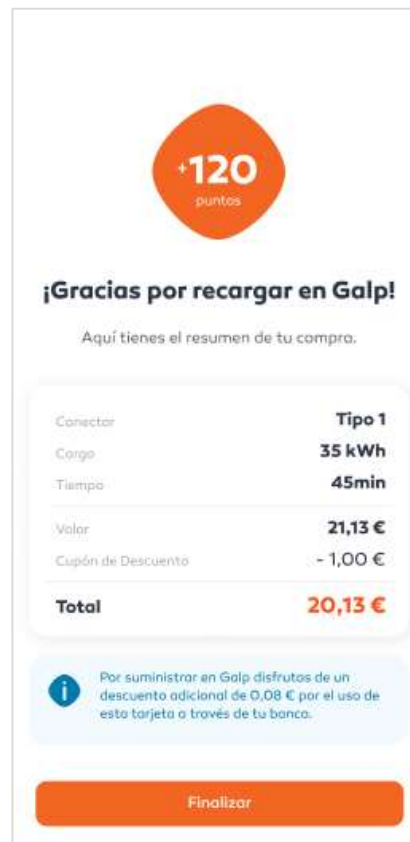 +120
puntos
¡Gracias por recargar en Galp!
Aquí tienes el resumen de tu compra.
Conector Tipo 1
Carga 35 kWh
Tiempo 45min
Valor 21,13 €
Cupón de Descuento - 1,00 €
Total 20,13 €
Por suministrar en Galp disfrutas de un
descuento adicional de 0,08 € por el uso de
esta tarjeta a través de tu banco.
Finalizar